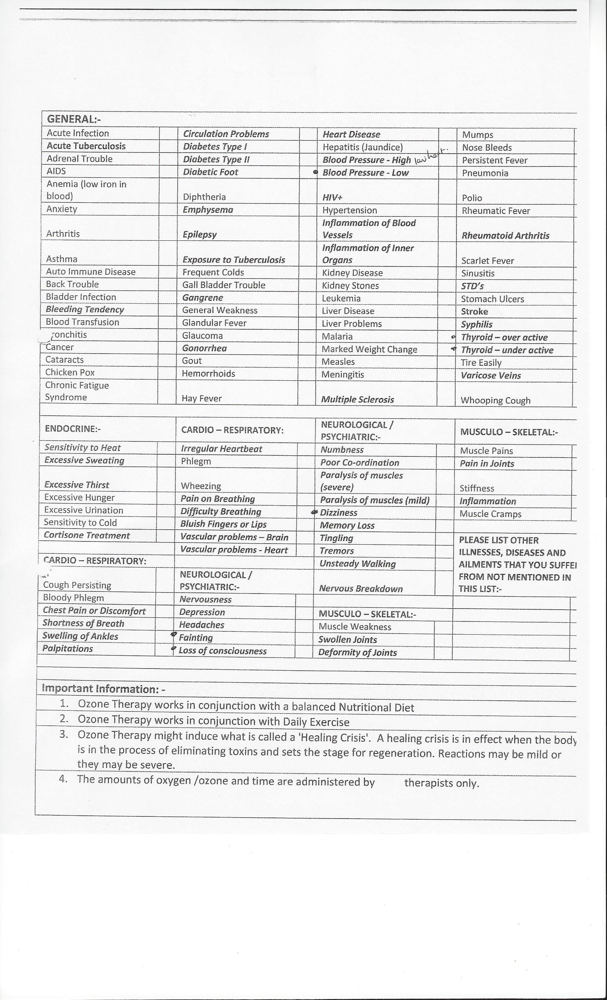 GENERAL:-
Acute Infection Circulation Problems Heart Disease Mumps
Acute Tuberculosis Diabetes Type I Hepatitis (Jaundice) Nose Bleeds
Adrenal Trouble Diabetes Type II Blood Pressure - High Persistent Fever
AIDS Diabetic Foot Blood Pressure - Low Pneumonia
Anemia (low iron in
blood) Diphtheria HIV+ Polio
Anxiety Emphysema Hypertension Rheumatic Fever
Inflammation of Blood
Arthritis Epilepsy Vessels Rheumatoid Arthritis
Inflammation of Inner
Asthma Exposure to Tuberculosis Organs Scarlet Fever
Auto Immune Disease Frequent Colds Kidney Disease Sinusitis
Back Trouble Gall Bladder Trouble Kidney Stones STD's
Bladder Infection Gangrene Leukemia Stomach Ulcers
Bleeding Tendency General Weakness Liver Disease Stroke
Blood Transfusion Glandular Fever Liver Problems Syphilis
ronchitis Glaucoma Malaria Thyroid – over active
Cancer Gonorrhea Marked Weight Change Thyroid – under active
Cataracts Gout Measles Tire Easily
Chicken Pox Hemorrhoids Meningitis Varicose Veins
Chronic Fatigue
Syndrome Hay Fever Multiple Sclerosis Whooping Cough
NEUROLOGICAL /
ENDOCRINE:- CARDIO – RESPIRATORY: PSYCHIATRIC:- MUSCULO – SKELETAL:-
Sensitivity to Heat Irregular Heartbeat Numbness Muscle Pains
Excessive Sweating Phlegm Poor Co-ordination Pain in Joints
Paralysis of muscles
Excessive Thirst Wheezing (severe) Stiffness
Excessive Hunger Pain on Breathing Paralysis of muscles (mild) Inflammation
Excessive Urination Difficulty Breathing Dizziness Muscle Cramps
Sensitivity to Cold Bluish Fingers or Lips Memory Loss
Cortisone Treatment Vascular problems – Brain Tingling PLEASE LIST OTHER
Vascular problems - Heart Tremors ILLNESSES, DISEASES AND
CARDIO – RESPIRATORY: Unsteady Walking AILMENTS THAT YOU SUFFEI
NEUROLOGICAL / FROM NOT MENTIONED IN
Cough Persisting PSYCHIATRIC:- Nervous Breakdown THIS LIST:-
Bloody Phlegm Nervousness
Chest Pain or Discomfort Depression MUSCULO – SKELETAL:-
Shortness of Breath Headaches Muscle Weakness
Swelling of Ankles Fainting Swollen Joints
Palpitations Loss of consciousness Deformity of Joints
Important Information: -
1. Ozone Therapy works in conjunction with a balanced Nutritional Diet
2. Ozone Therapy works in conjunction with Daily Exercise
3. Ozone Therapy might induce what is called a 'Healing Crisis'. A healing crisis is in effect when the body
is in the process of eliminating toxins and sets the stage for regeneration. Reactions may be mild or
they may be severe.
4. The amounts of oxygen /ozone and time are administered by therapists only.